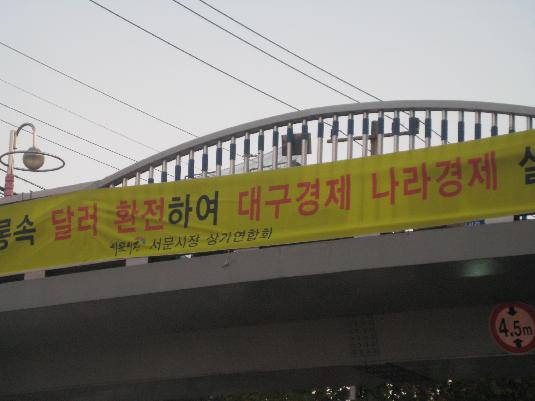 롱속 달러 환전하여 대구경제 나라경제 살
서문시장 상가연합회
4.5m